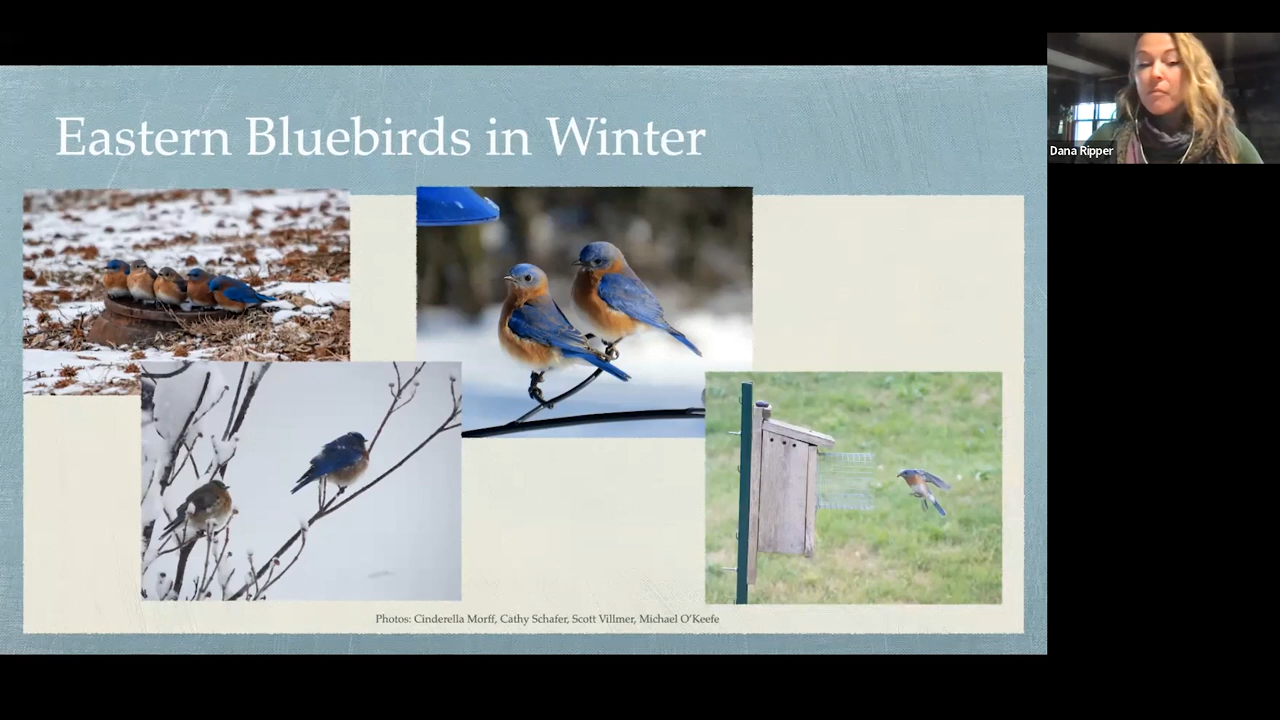 Eastern Bluebirds in Winter
Dana Ripper
Photos: Cinderella Morff, Cathy Schafer, Scott Villmer, Michael O'Keefe